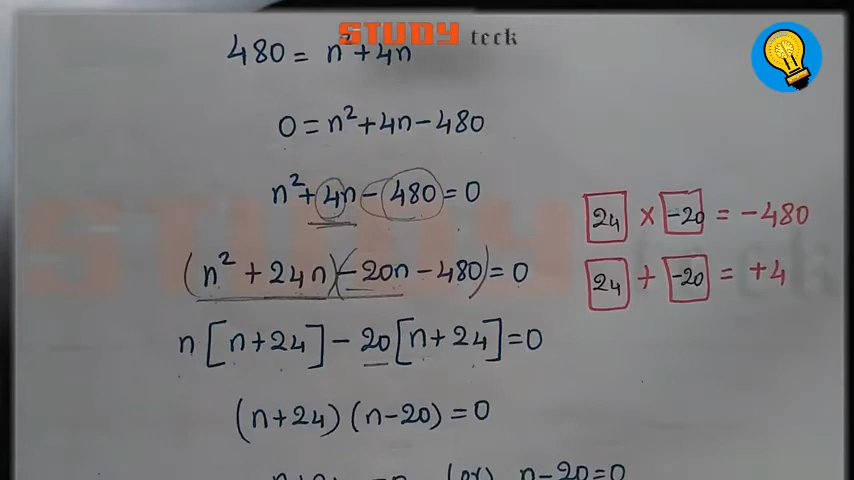 STUDY teck
480 = n² + 4n
0 = n² + 4n - 480
n² + 4n - 480 = 0
24 × -20 = -480
(n² + 24n)(-20n - 480) = 0
24 + -20 = +4
n[n+24] - 20[n+24] = 0
(n+24) (n-20) = 0
(or) n-20=0